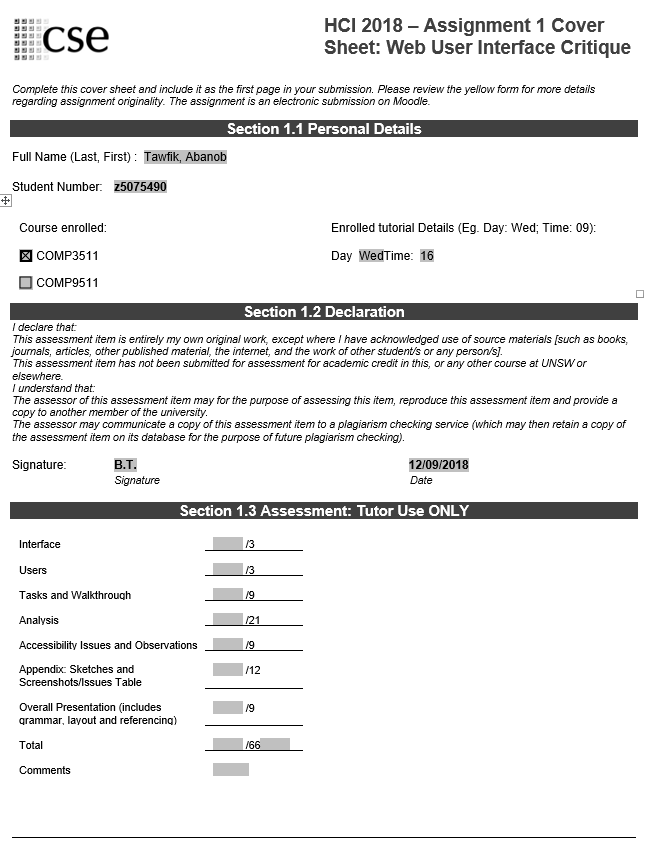 cse
HCI 2018 – Assignment 1 Cover
Sheet: Web User Interface Critique
Complete this cover sheet and include it as the first page in your submission. Please review the yellow form for more details
regarding assignment originality. The assignment is an electronic submission on Moodle.
Section 1.1 Personal Details
Full Name (Last, First) : Tawfik, Abanob
Student Number: z5075490
Course enrolled:
Enrolled tutorial Details (Eg. Day: Wed; Time: 09):
COMP3511
Day WedTime: 16
COMP9511
Section 1.2 Declaration
I declare that:
This assessment item is entirely my own original work, except where I have acknowledged use of source materials [such as books,
journals, articles, other published material, the internet, and the work of other student/s or any person/s].
This assessment item has not been submitted for assessment for academic credit in this, or any other course at UNSW or
elsewhere.
I understand that:
The assessor of this assessment item may for the purpose of assessing this item, reproduce this assessment item and provide a
copy to another member of the university.
The assessor may communicate a copy of this assessment item to a plagiarism checking service (which may then retain a copy of
the assessment item on its database for the purpose of future plagiarism checking).
Signature: B.T. 12/09/2018
Signature Date
Section 1.3 Assessment: Tutor Use ONLY
Interface /3
Users /3
Tasks and Walkthrough /9
Analysis /21
Accessibility Issues and Observations /9
Appendix: Sketches and /12
Screenshots/Issues Table
Overall Presentation (includes /9
grammar, layout and referencing)
Total /66
Comments